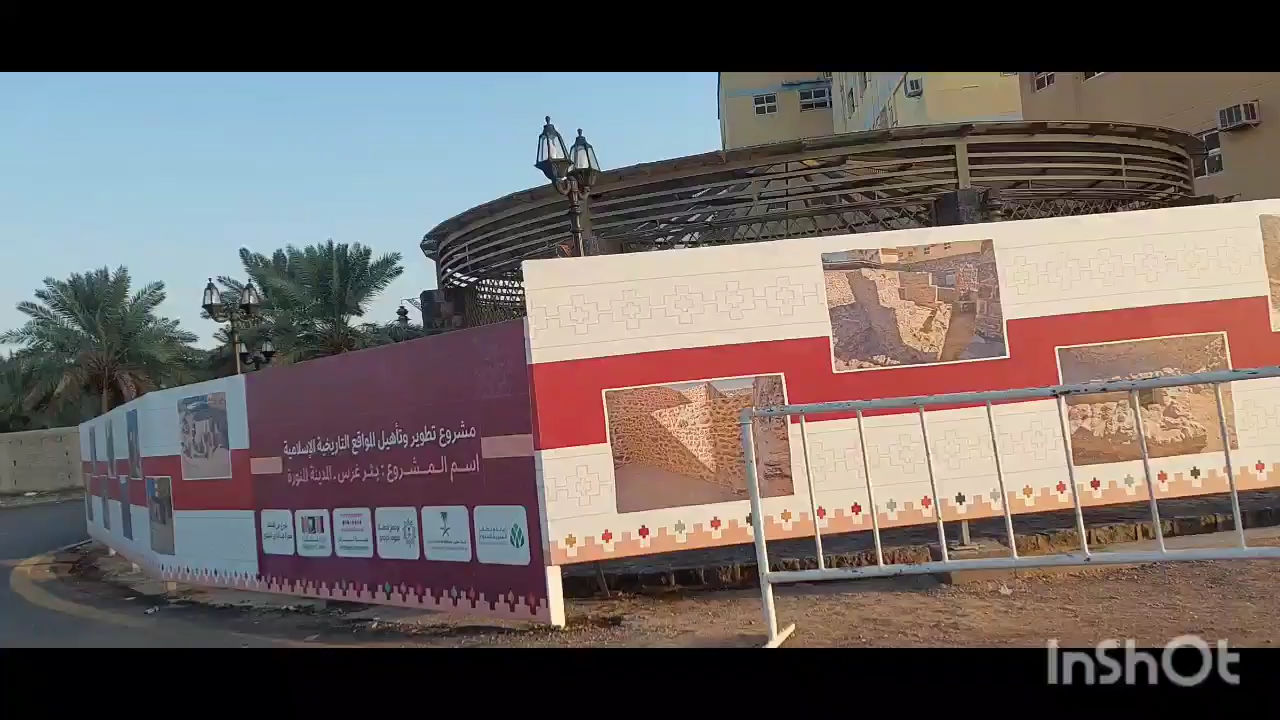 مشروع تطوير وتأهيل المواقع التاريخية الإسلامية
اسم المشروع : بئر غرس - المدينة المنورة
InShOt